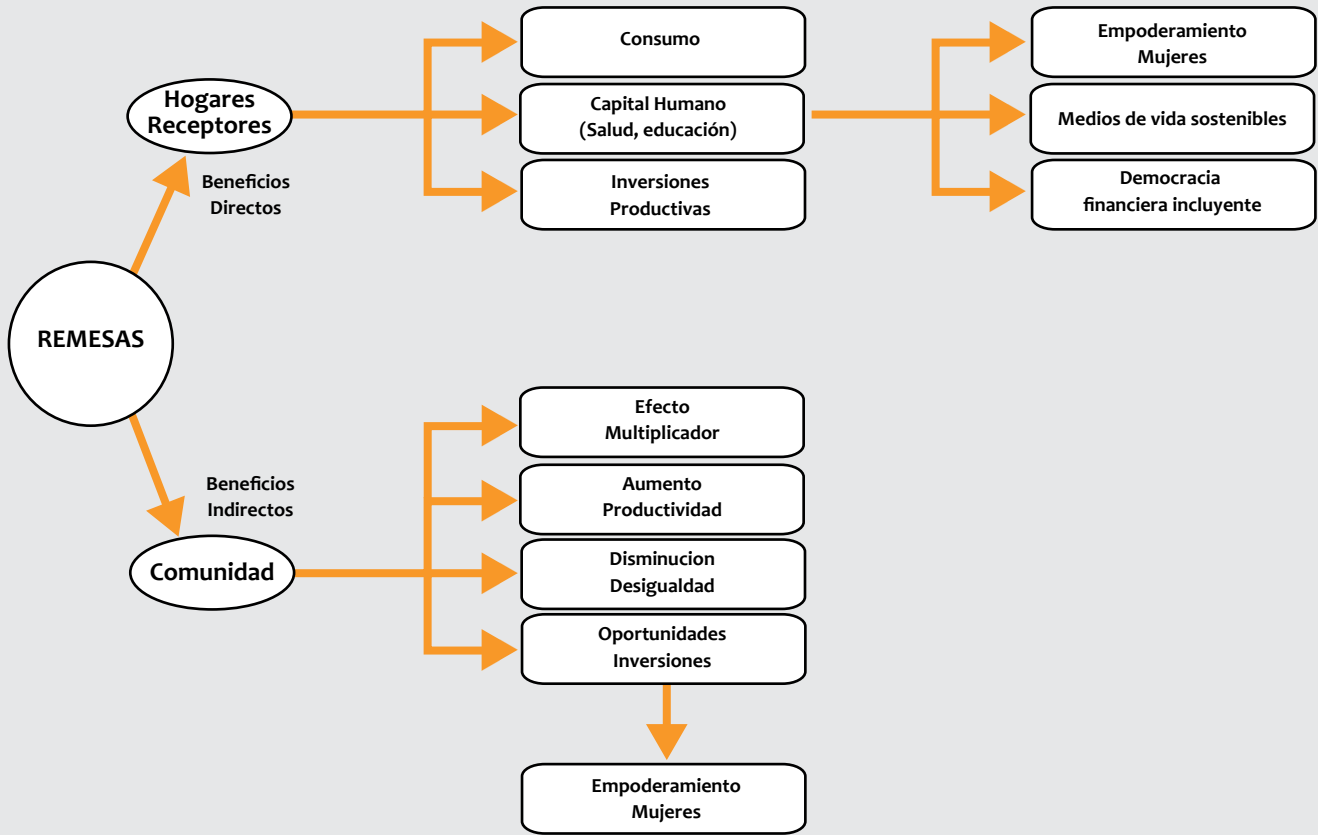 REMESAS
Beneficios
Directos
Hogares
Receptores
Consumo
Capital Humano
(Salud, educación)
Inversiones
Productivas
Empoderamiento
Mujeres
Medios de vida sostenibles
Democracia
financiera incluyente
Beneficios
Indirectos
Comunidad
Efecto
Multiplicador
Aumento
Productividad
Disminucion
Desigualdad
Oportunidades
Inversiones
Empoderamiento
Mujeres